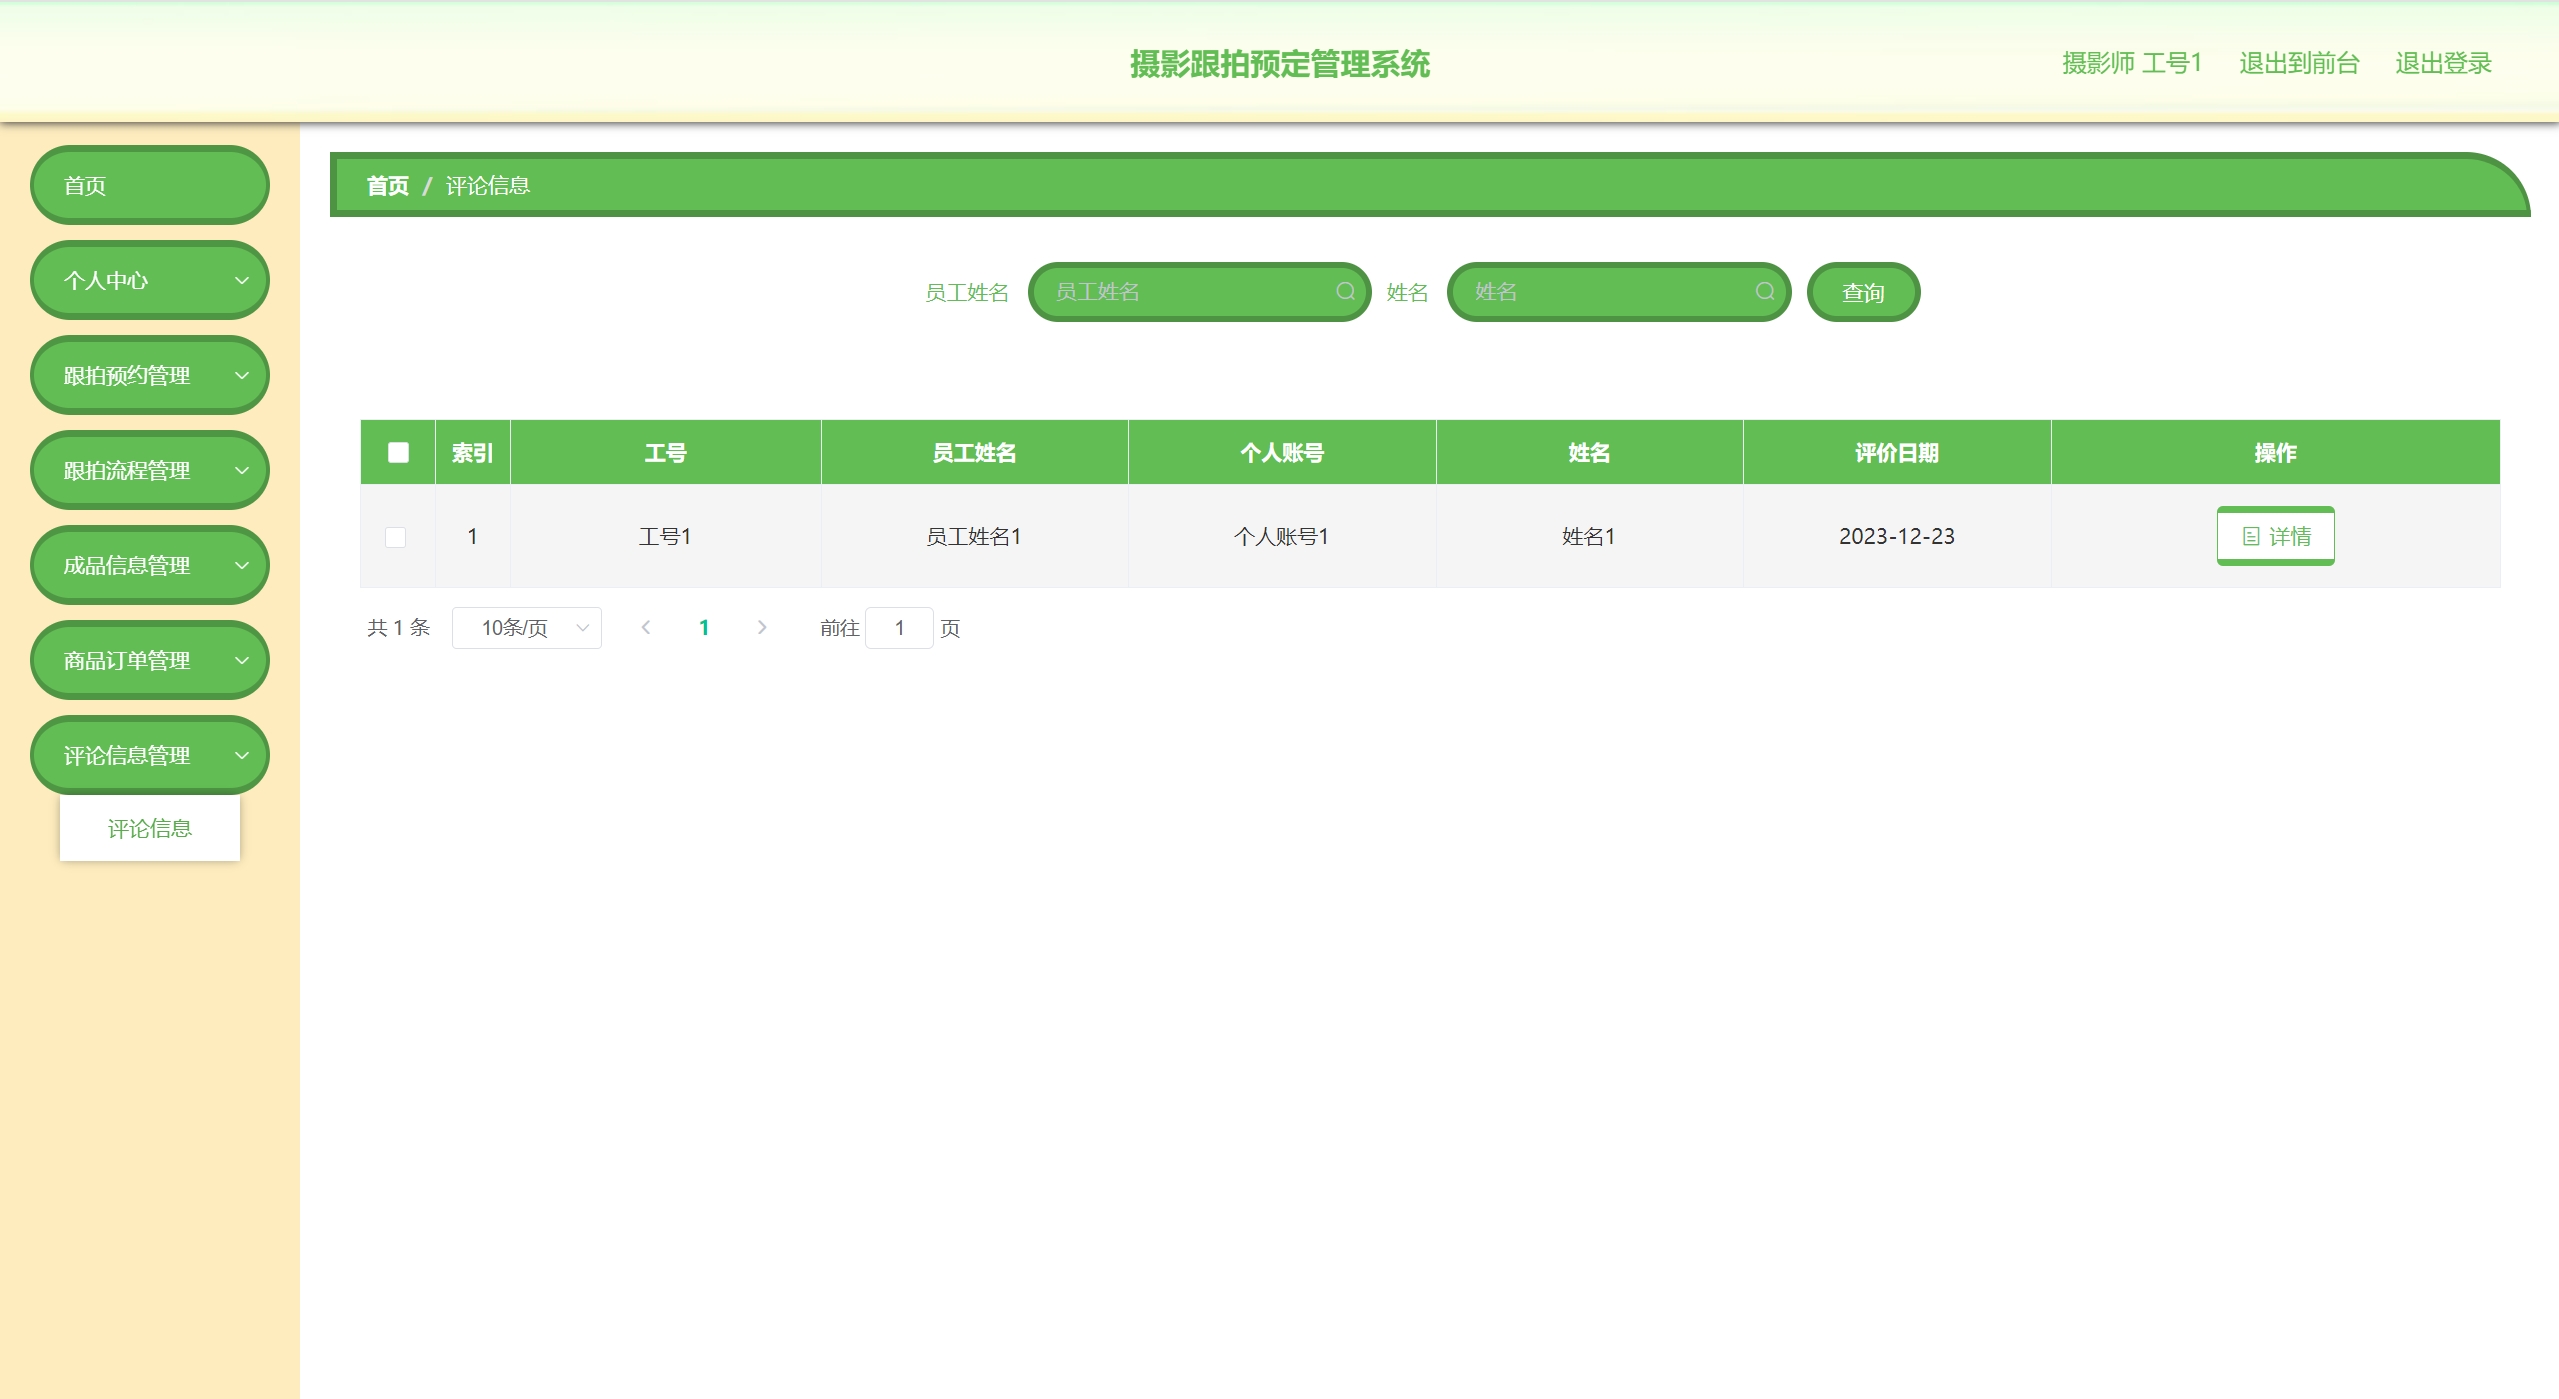 摄影跟拍预定管理系统
摄影师 工号1 退出到前台 退出登录
首页
个人中心
跟拍预约管理
跟拍流程管理
成品信息管理
商品订单管理
评论信息管理
评论信息
首页 / 评论信息
员工姓名 员工姓名 姓名 姓名 查询
索引 工号 员工姓名 个人账号 姓名 评价日期 操作
1 工号1 员工姓名1 个人账号1 姓名1 2023-12-23 详情
共 1 条 10条/页 1 前往 1 页